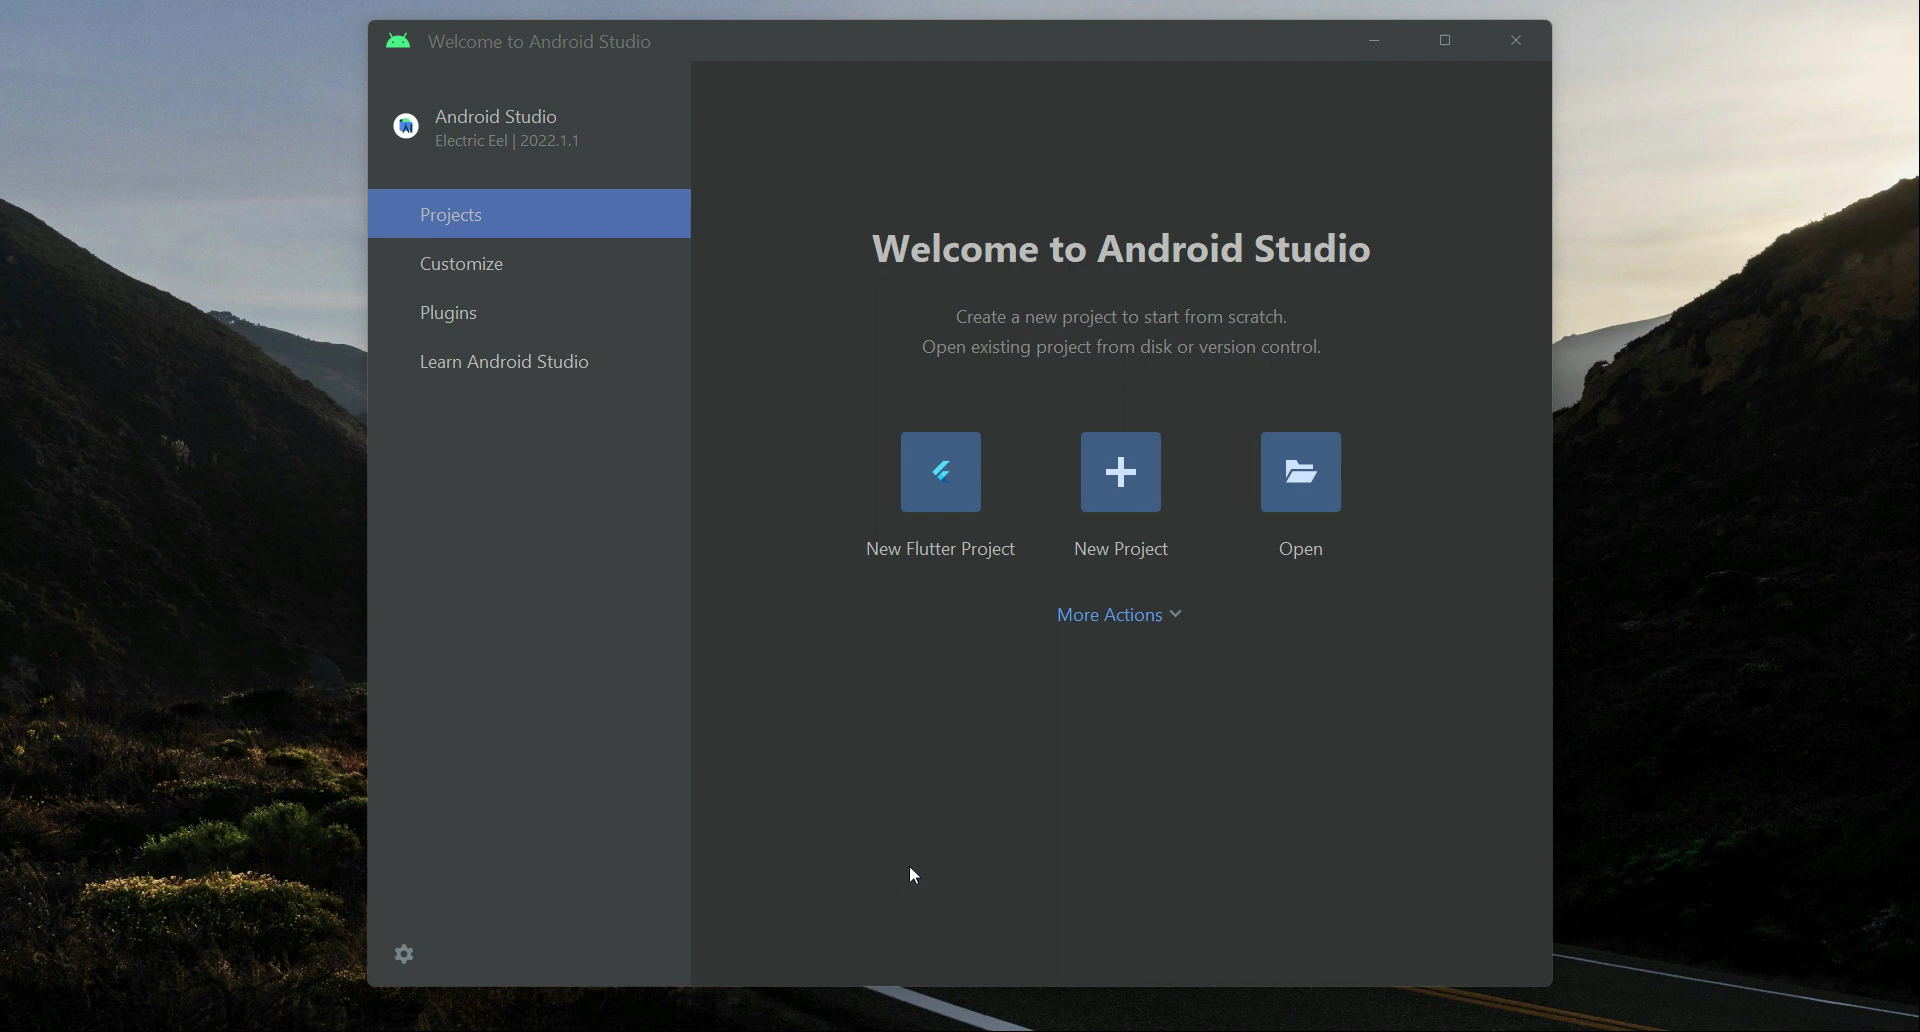 Welcome to Android Studio
Android Studio
Electric Eel | 2022.1.1
Projects
Customize
Plugins
Learn Android Studio
Welcome to Android Studio
Create a new project to start from scratch.
Open existing project from disk or version control.
New Flutter Project
New Project
Open
More Actions